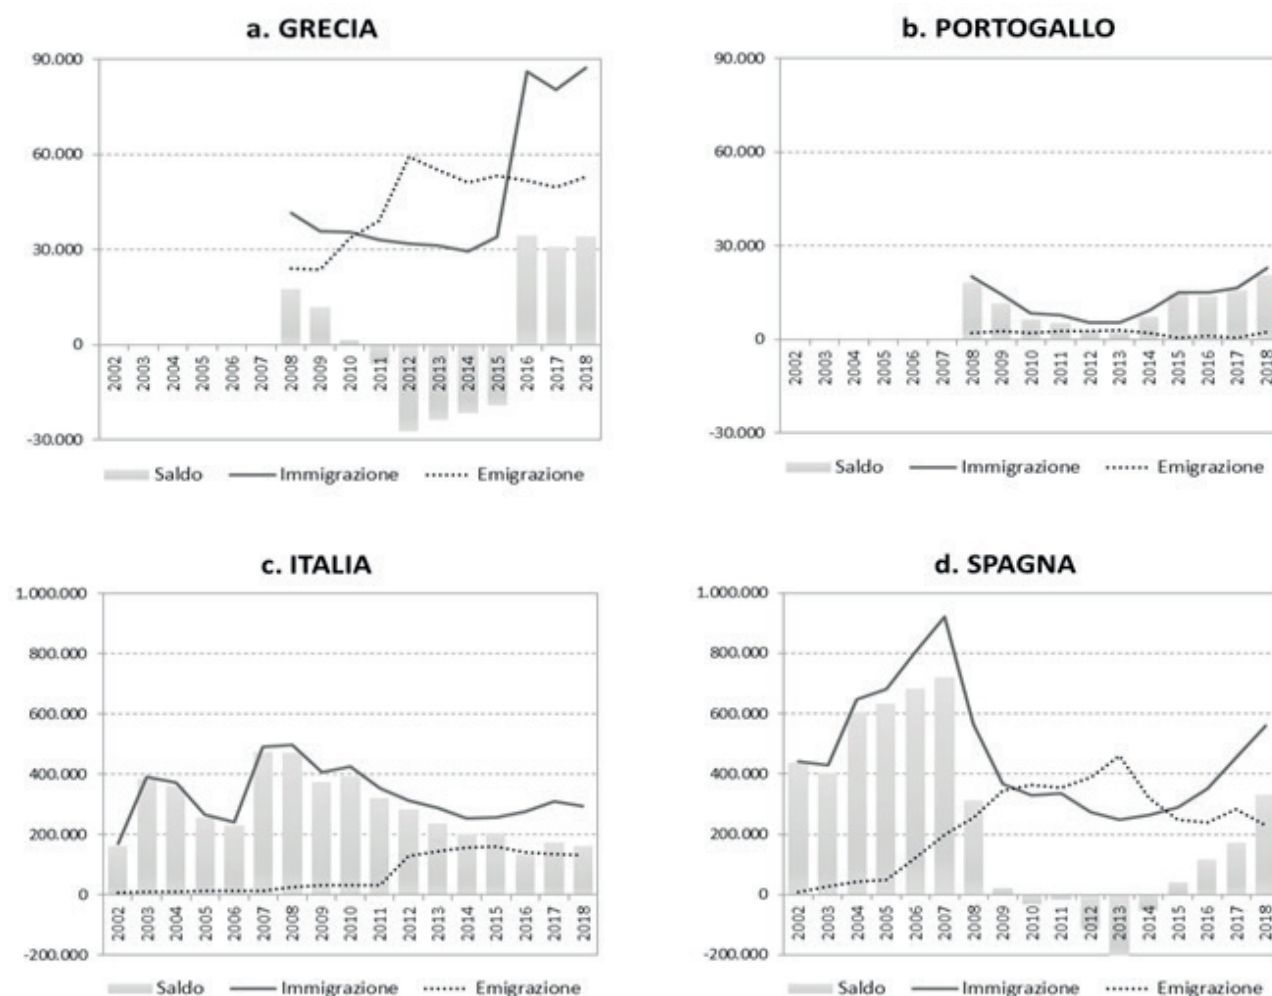 a. GRECIA
90.000
60.000
30.000
0
-30.000
2002 2003 2004 2005 2006 2007 2008 2009 2010 2011 2012 2013 2014 2015 2016 2017 2018
Saldo Immigrazione Emigrazione
b. PORTOGALLO
90.000
60.000
30.000
0
-30.000
2002 2003 2004 2005 2006 2007 2008 2009 2010 2011 2012 2013 2014 2015 2016 2017 2018
Saldo Immigrazione Emigrazione
c. ITALIA
1.000.000
800.000
600.000
400.000
200.000
0
-200.000
2002 2003 2004 2005 2006 2007 2008 2009 2010 2011 2012 2013 2014 2015 2016 2017 2018
Saldo Immigrazione Emigrazione
d. SPAGNA
1.000.000
800.000
600.000
400.000
200.000
0
-200.000
2002 2003 2004 2005 2006 2007 2008 2009 2010 2011 2012 2013 2014 2015 2016 2017 2018
Saldo Immigrazione Emigrazione